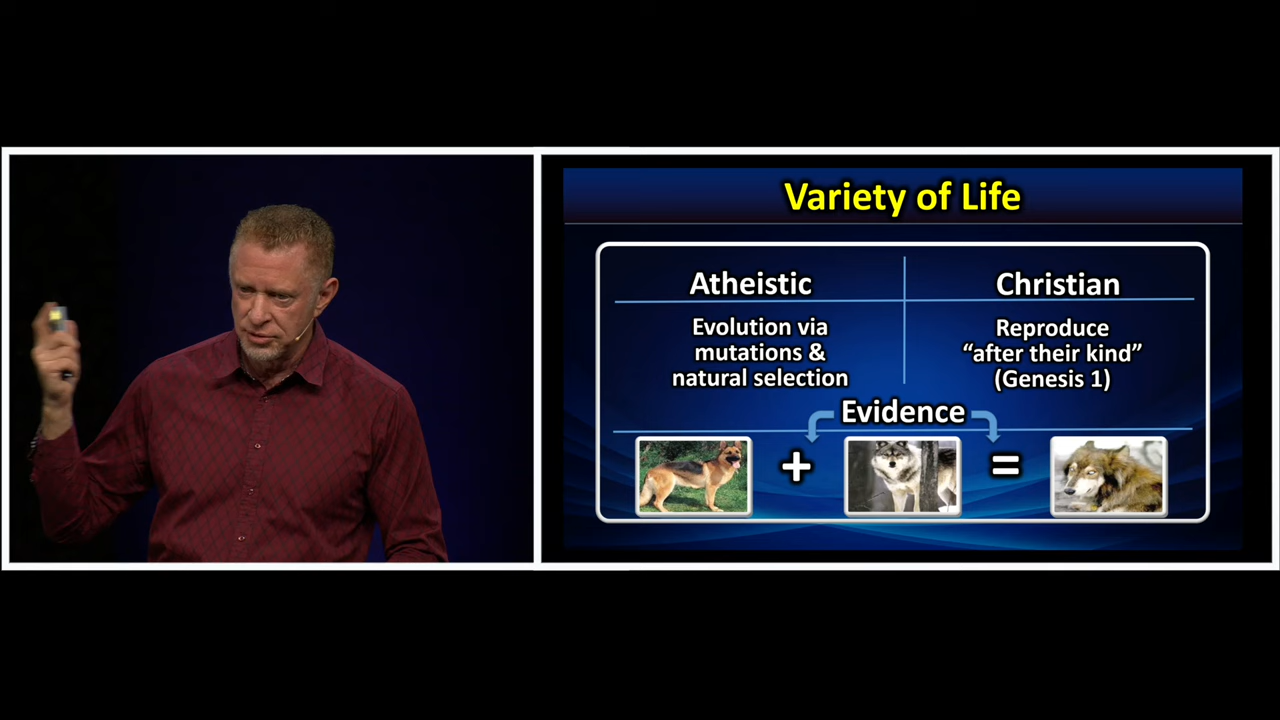 Variety of Life
Atheistic
Christian
Evolution via
mutations &
natural selection
Reproduce
“after their kind”
(Genesis 1)
Evidence
+
=